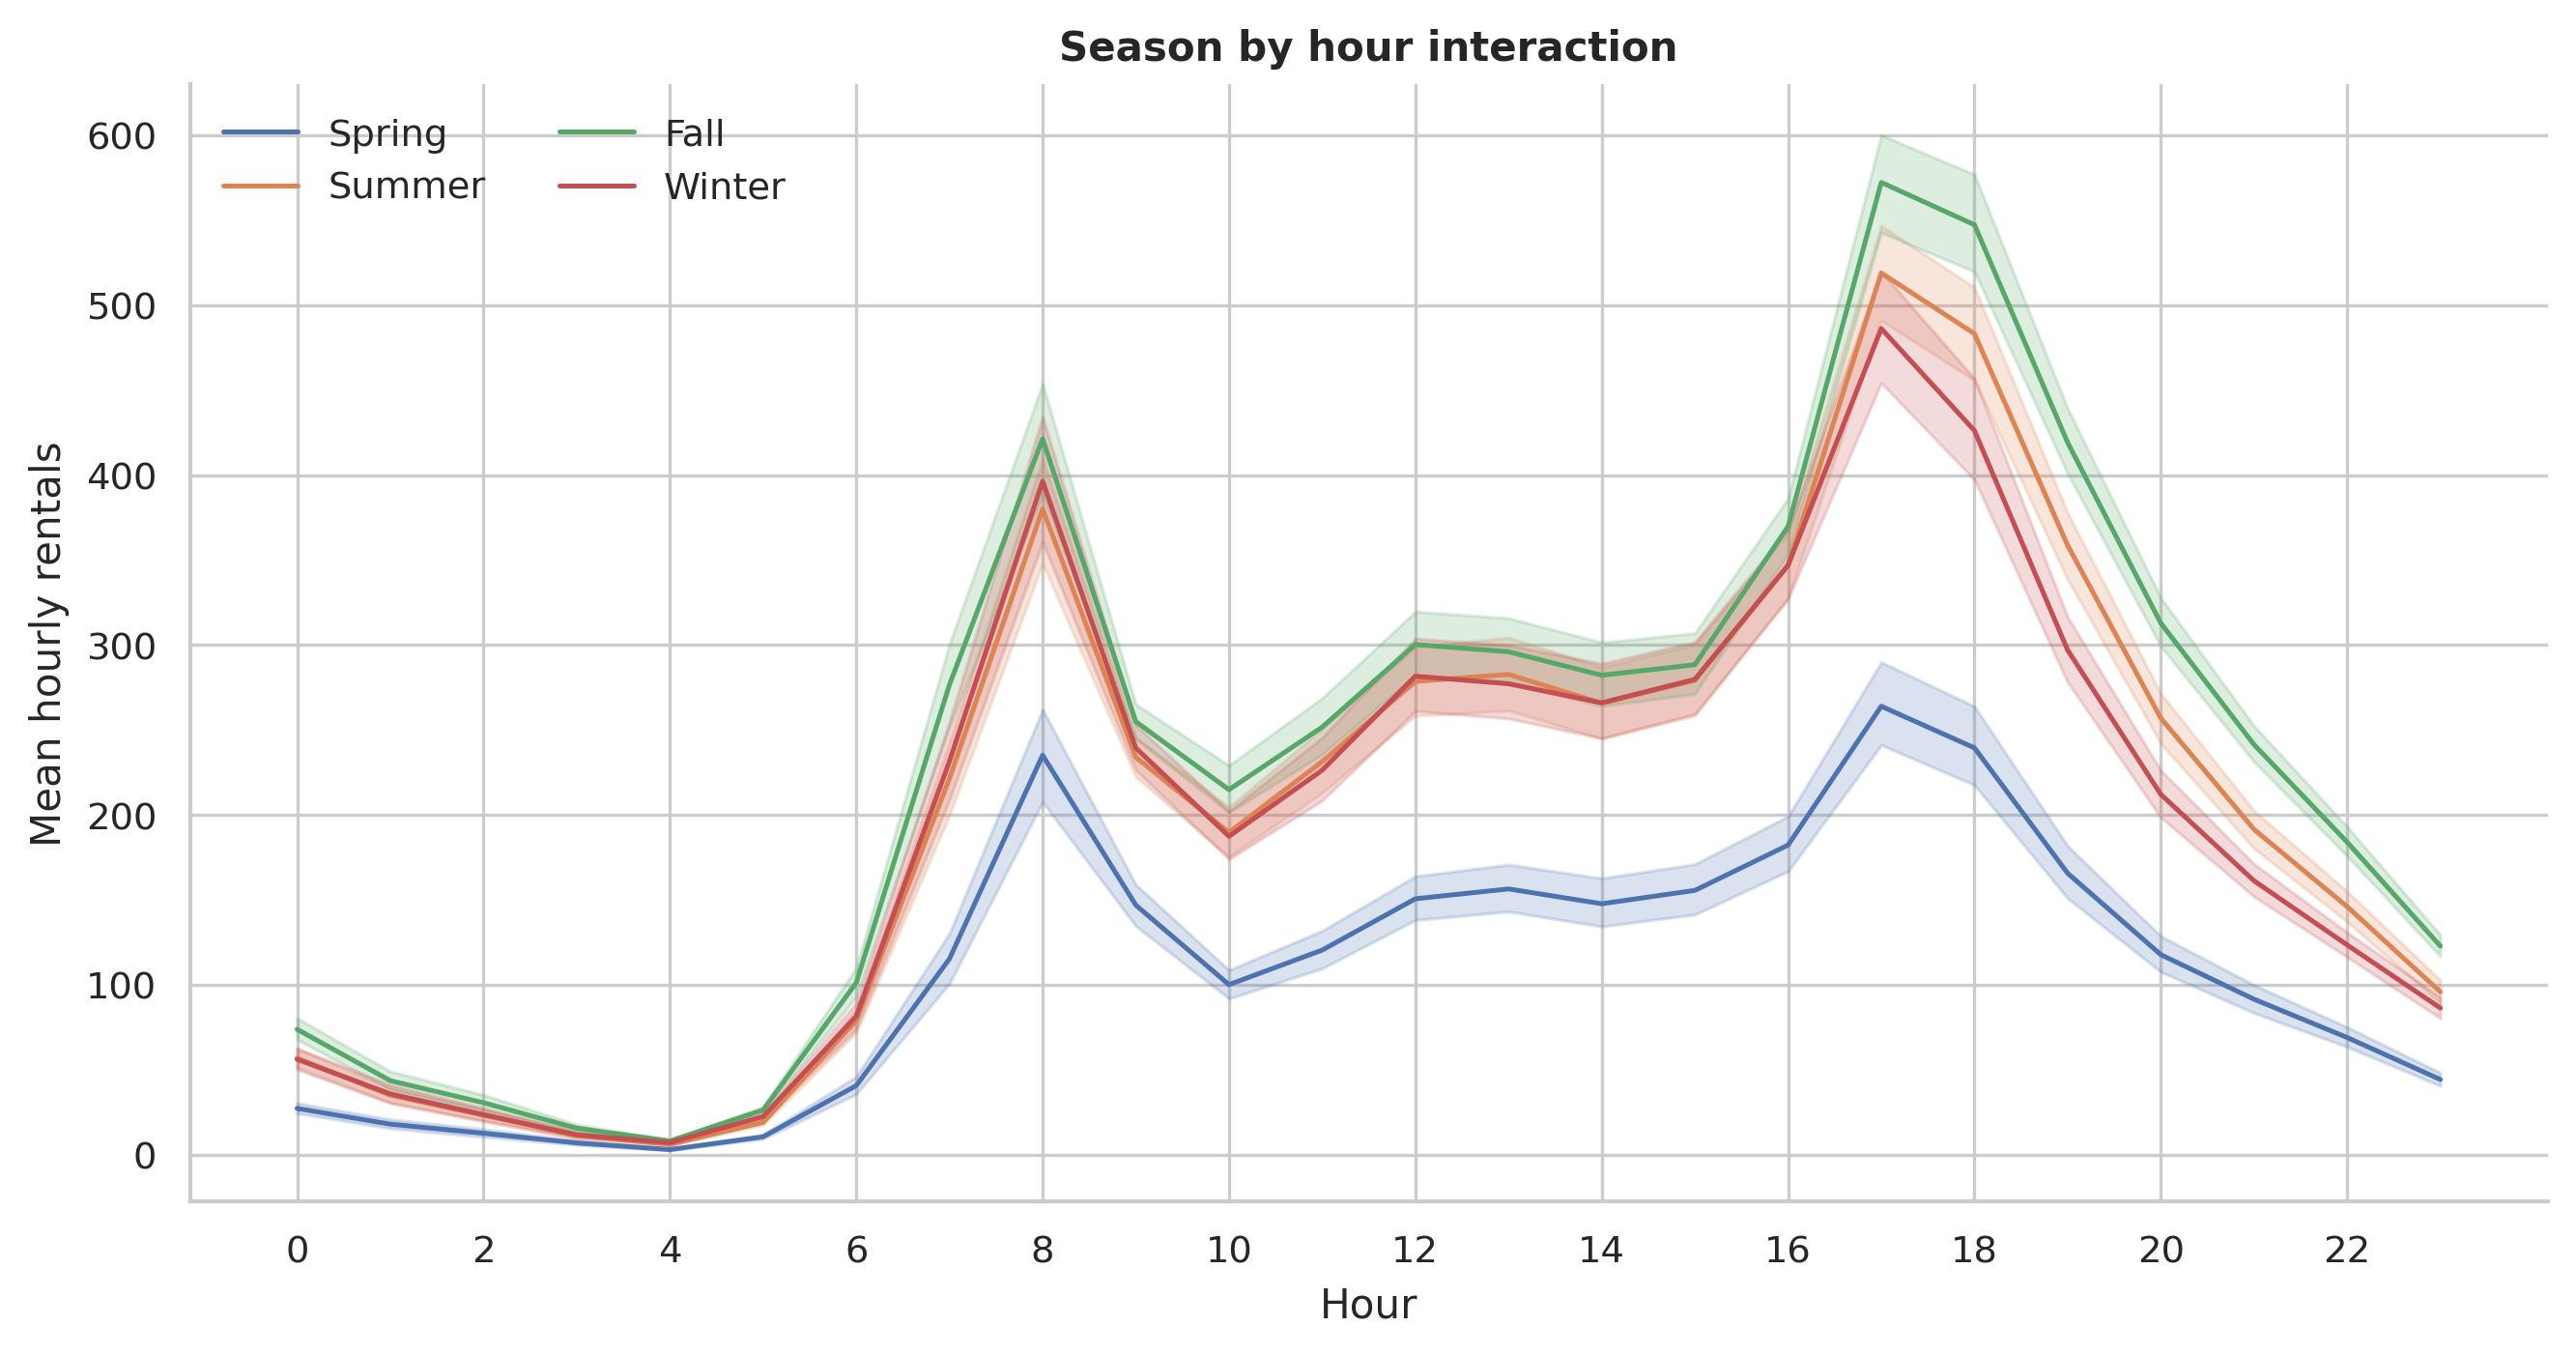 Season by hour interaction
Spring
Summer
Fall
Winter
Mean hourly rentals
600
500
400
300
200
100
0
0 2 4 6 8 10 12 14 16 18 20 22
Hour